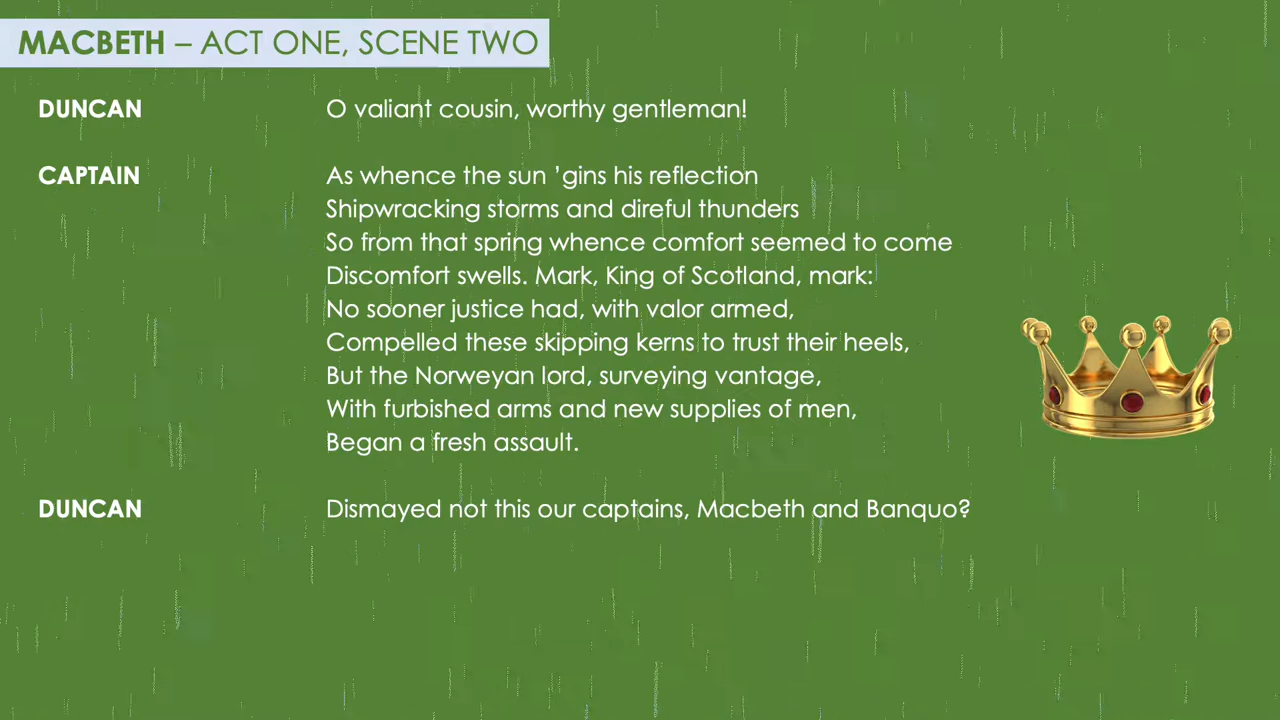 MACBETH – ACT ONE, SCENE TWO
DUNCAN O valiant cousin, worthy gentleman!
CAPTAIN As whence the sun ’gins his reflection
Shipwracking storms and direful thunders
So from that spring whence comfort seemed to come
Discomfort swells. Mark, King of Scotland, mark:
No sooner justice had, with valor armed,
Compelled these skipping kerns to trust their heels,
But the Norweyan lord, surveying vantage,
With furbished arms and new supplies of men,
Began a fresh assault.
DUNCAN Dismayed not this our captains, Macbeth and Banquo?